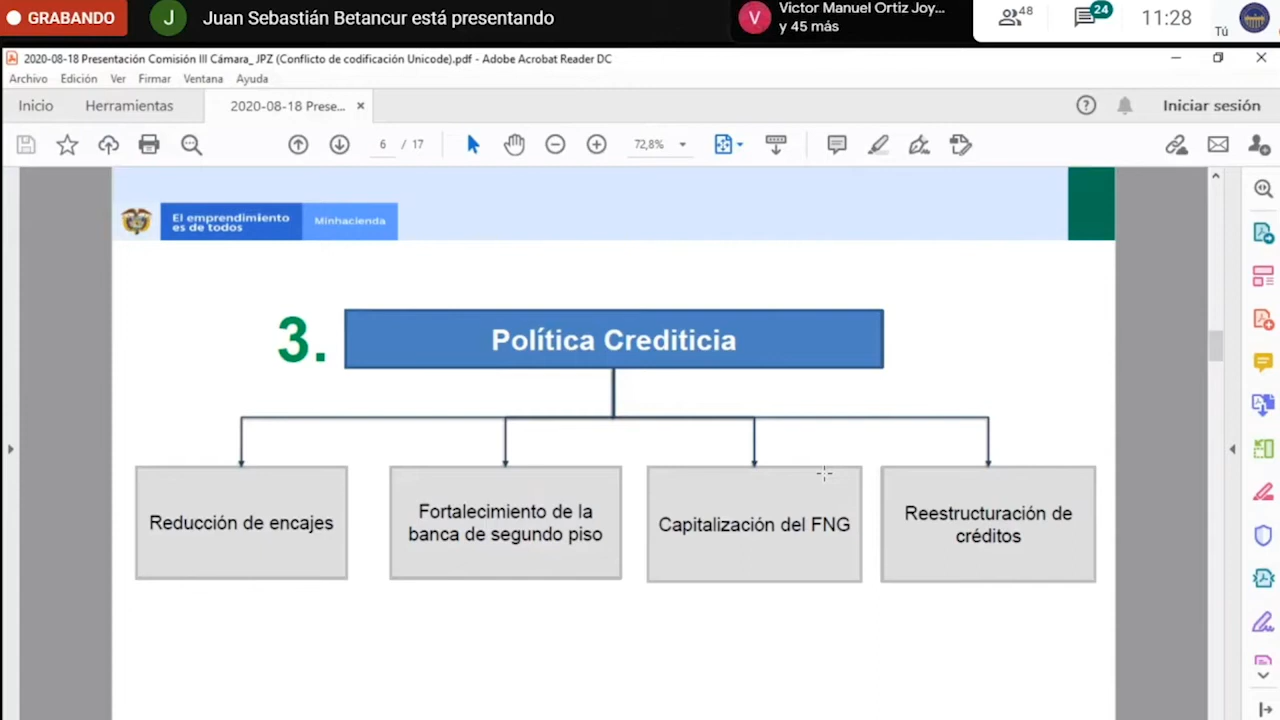 GRABANDO
J
Juan Sebastián Betancur está presentando
V
Victor Manuel Ortiz Joy...
y 45 más
48
24
11:28
Tú
2020-08-18 Presentación Comisión III Cámara_ JPZ (Conflicto de codificación Unicode).pdf - Adobe Acrobat Reader DC
Archivo Edición Ver Firmar Ventana Ayuda
Inicio Herramientas 2020-08-18 Prese... Iniciar sesión
6 / 17 72,8%
El emprendimiento
es de todos
Minhacienda
3. Política Crediticia
Reducción de encajes
Fortalecimiento de la
banca de segundo piso
Capitalización del FNG
Reestructuración de
créditos